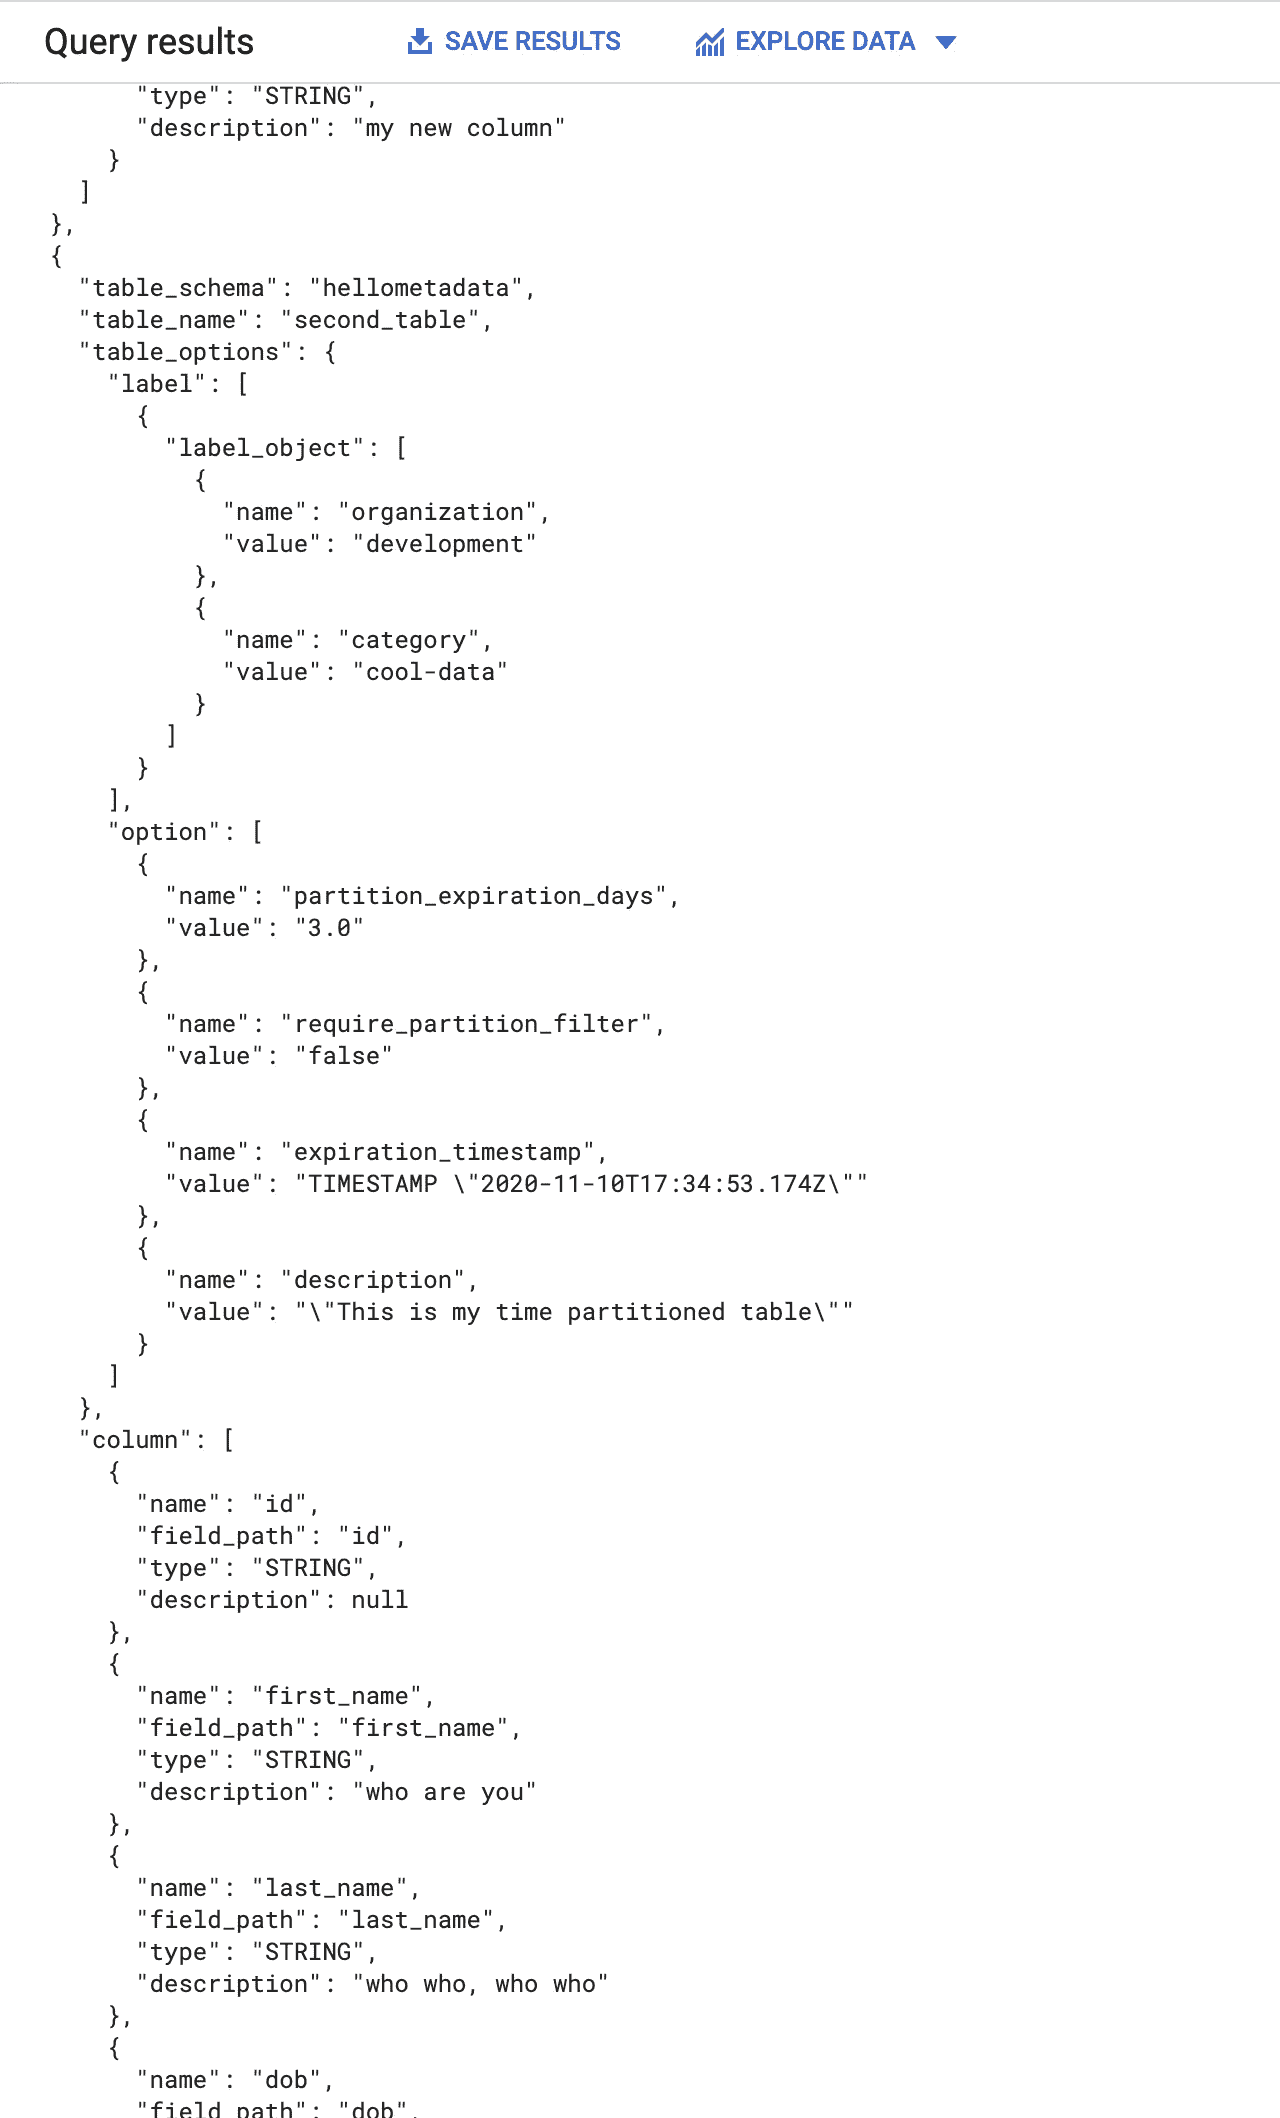 Query results SAVE RESULTS EXPLORE DATA
"type": "STRING",
"description": "my new column"
}
]
},
{
"table_schema": "hellometadata",
"table_name": "second_table",
"table_options": {
"label": [
{
"label_object": [
{
"name": "organization",
"value": "development"
},
{
"name": "category",
"value": "cool-data"
}
]
}
],
"option": [
{
"name": "partition_expiration_days",
"value": "3.0"
},
{
"name": "require_partition_filter",
"value": "false"
},
{
"name": "expiration_timestamp",
"value": "TIMESTAMP \"2020-11-10T17:34:53.174Z\""
},
{
"name": "description",
"value": "\"This is my time partitioned table\""
}
]
},
"column": [
{
"name": "id",
"field_path": "id",
"type": "STRING",
"description": null
},
{
"name": "first_name",
"field_path": "first_name",
"type": "STRING",
"description": "who are you"
},
{
"name": "last_name",
"field_path": "last_name",
"type": "STRING",
"description": "who who, who who"
},
{
"name": "dob",
"field_path": "dob",